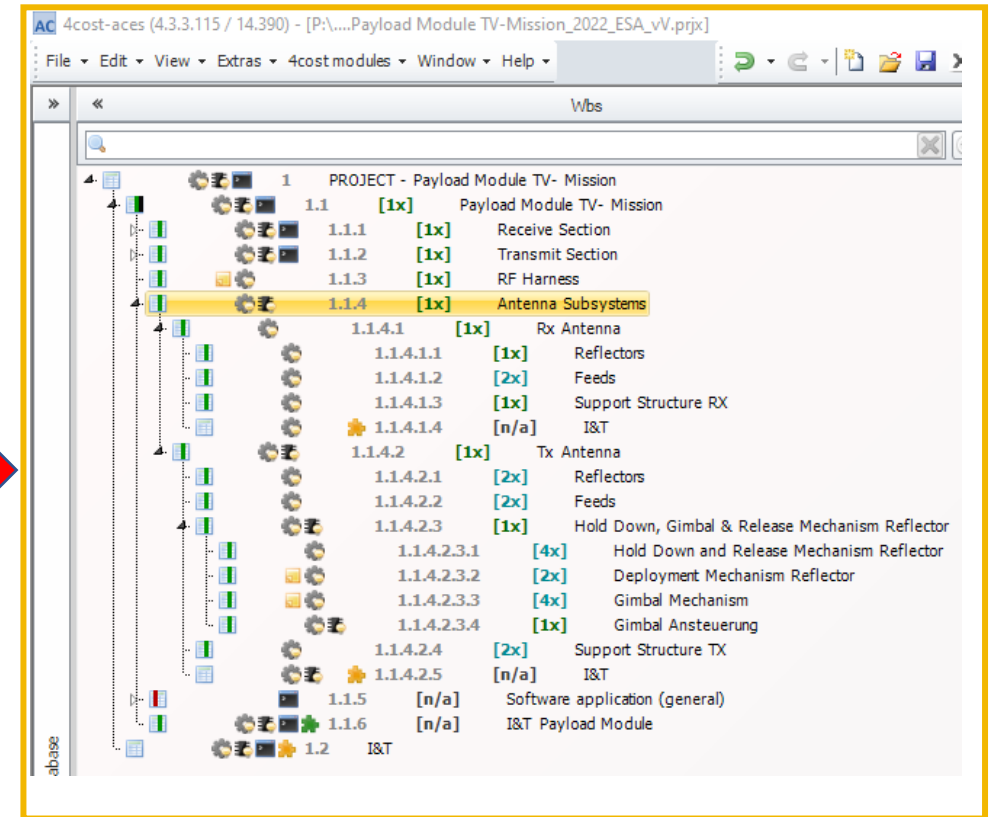 AC 4cost-aces (4.3.3.115 / 14.390) - [P:\....Payload Module TV-Mission_2022_ESA_vV.prjx]
File Edit View Extras 4cost modules Window Help
» « Wbs
1 PROJECT - Payload Module TV- Mission
1.1 [1x] Payload Module TV- Mission
1.1.1 [1x] Receive Section
1.1.2 [1x] Transmit Section
1.1.3 [1x] RF Harness
1.1.4 [1x] Antenna Subsystems
1.1.4.1 [1x] Rx Antenna
1.1.4.1.1 [1x] Reflectors
1.1.4.1.2 [2x] Feeds
1.1.4.1.3 [1x] Support Structure RX
1.1.4.1.4 [n/a] I&T
1.1.4.2 [1x] Tx Antenna
1.1.4.2.1 [2x] Reflectors
1.1.4.2.2 [2x] Feeds
1.1.4.2.3 [1x] Hold Down, Gimbal & Release Mechanism Reflector
1.1.4.2.3.1 [4x] Hold Down and Release Mechanism Reflector
1.1.4.2.3.2 [2x] Deployment Mechanism Reflector
1.1.4.2.3.3 [4x] Gimbal Mechanism
1.1.4.2.3.4 [1x] Gimbal Ansteuerung
1.1.4.2.4 [2x] Support Structure TX
1.1.4.2.5 [n/a] I&T
1.1.5 [n/a] Software application (general)
1.1.6 [n/a] I&T Payload Module
1.2 I&T
abase